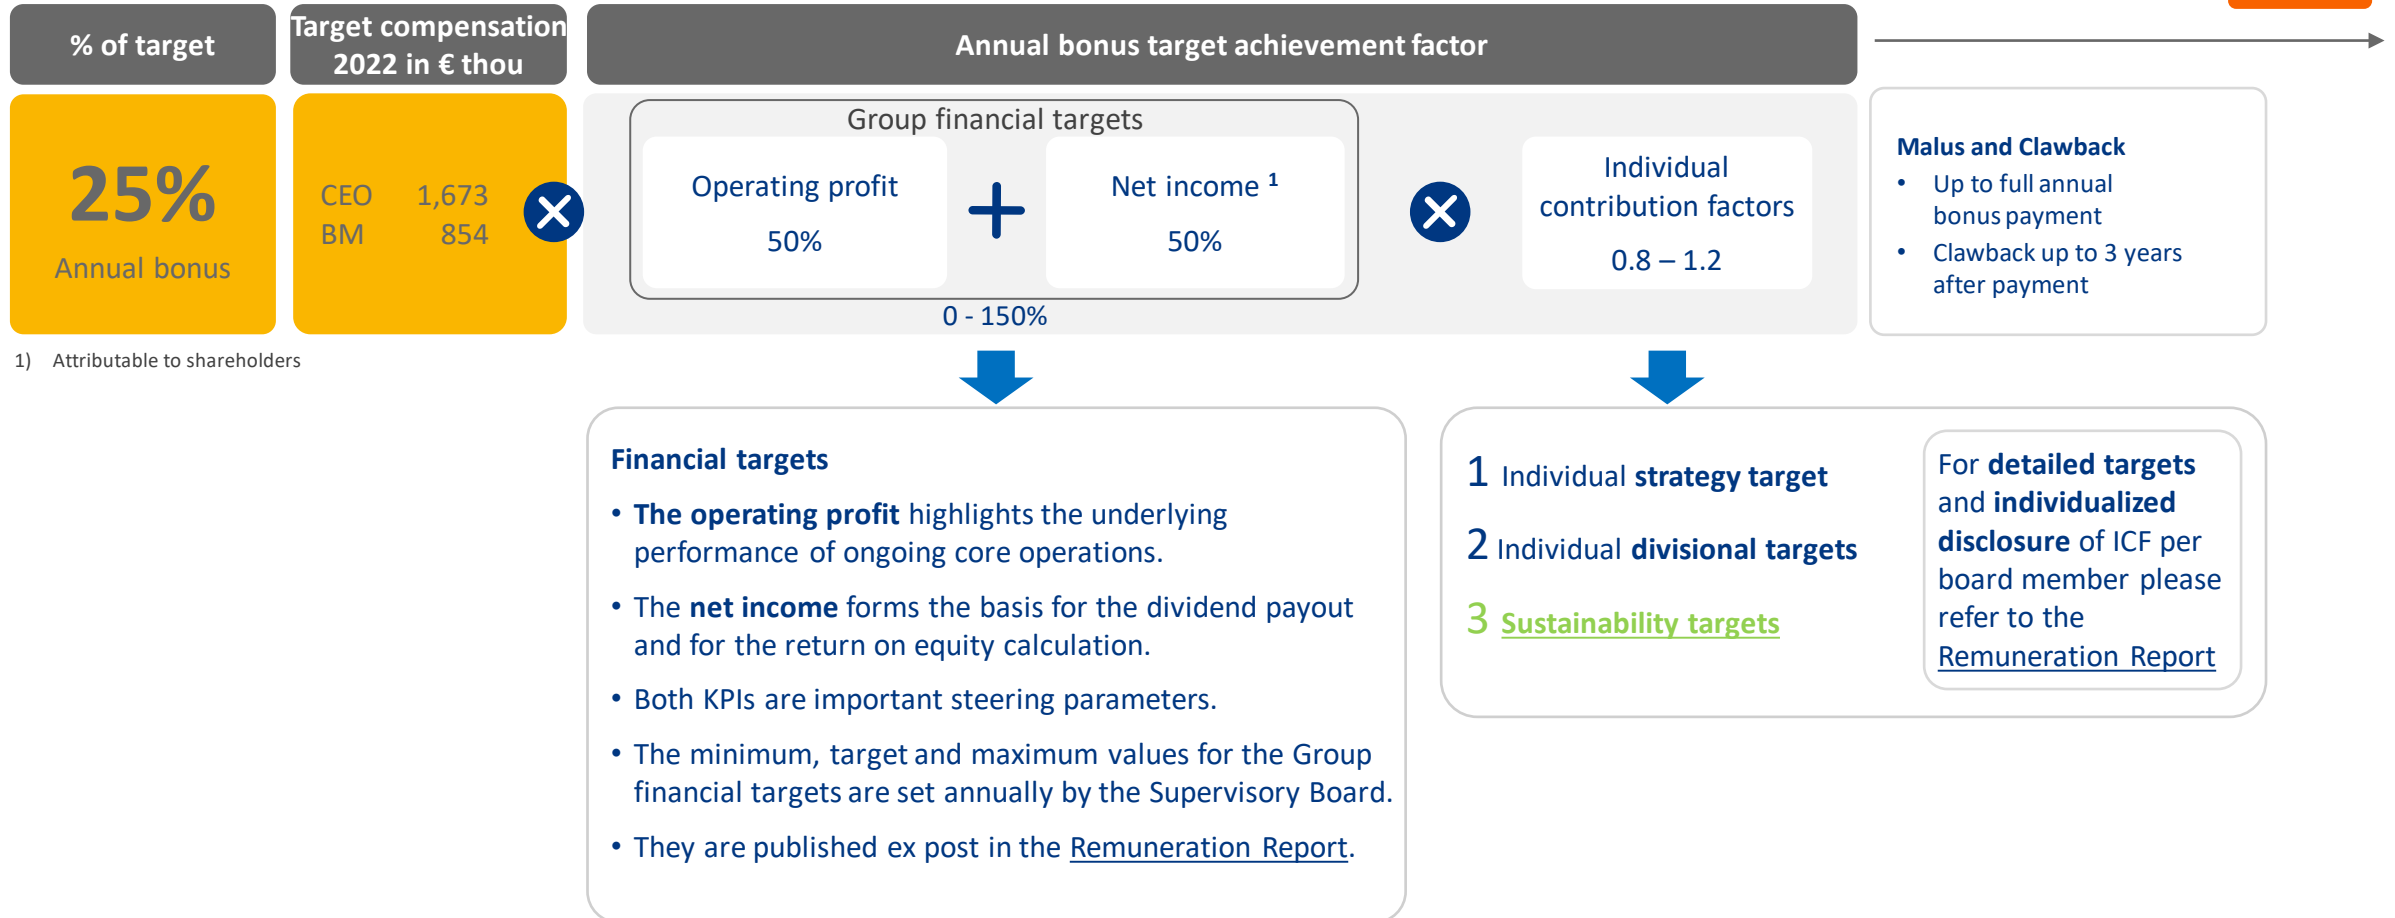 % of target
Target compensation
2022 in € thou
Annual bonus target achievement factor
25%
Annual bonus
CEO 1,673
BM 854
Group financial targets
Operating profit
50%
Net income 1
50%
0 - 150%
Individual
contribution factors
0.8 – 1.2
Malus and Clawback
• Up to full annual
bonus payment
• Clawback up to 3 years
after payment
1) Attributable to shareholders
Financial targets
• The operating profit highlights the underlying
performance of ongoing core operations.
• The net income forms the basis for the dividend payout
and for the return on equity calculation.
• Both KPIs are important steering parameters.
• The minimum, target and maximum values for the Group
financial targets are set annually by the Supervisory Board.
• They are published ex post in the Remuneration Report.
1 Individual strategy target
2 Individual divisional targets
3 Sustainability targets
For detailed targets
and individualized
disclosure of ICF per
board member please
refer to the
Remuneration Report